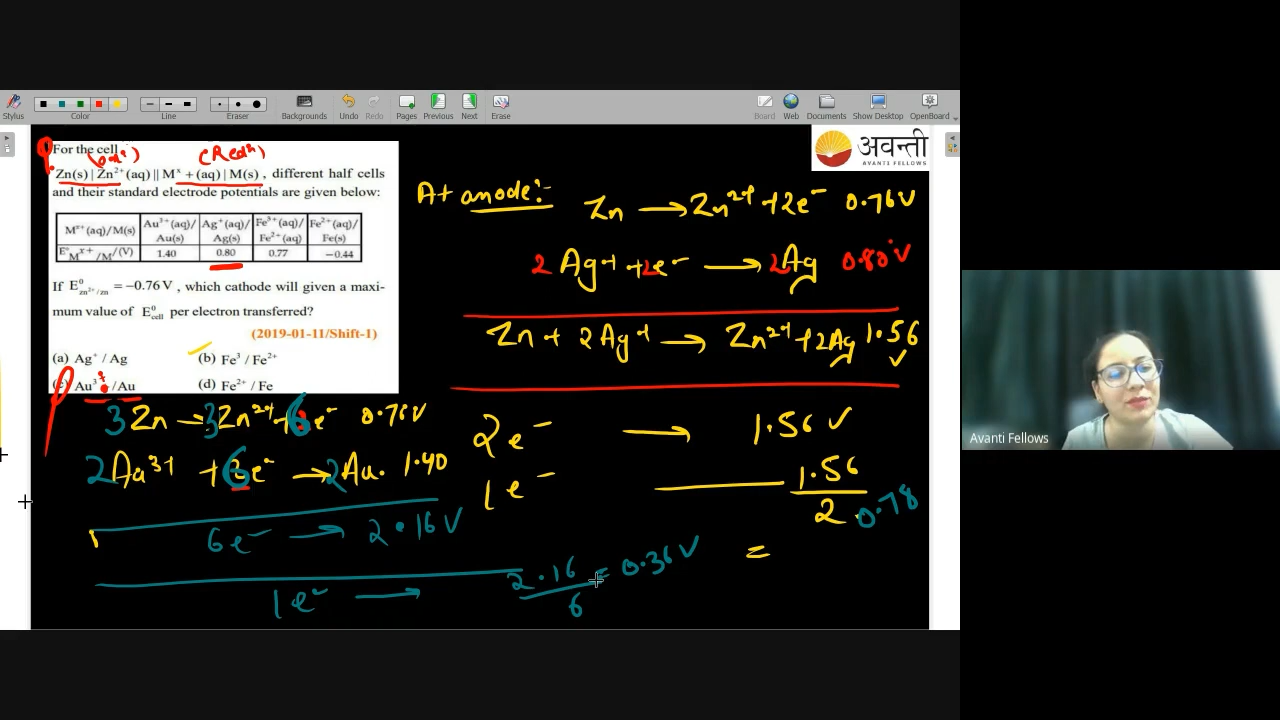 Stylus
Color
Line
Eraser
Backgrounds
Undo
Redo
Pages
Previous
Next
Erase
Board
Web
Documents
Show Desktop
OpenBoard
अवन्ती
AVANTI FELLOWS
For the cell
(Redn)
Zn(s) | Zn2+(aq) || Mx + (aq) | M(s), different half cells
and their standard electrode potentials are given below:
Mx+(aq)/M(s) Au3+(aq)/Au(s) Ag+(aq)/Ag(s) Fe3+(aq)/Fe2+(aq) Fe2+(aq)/Fe(s)
E°Mx+/M/(V) 1.40 0.80 0.77 −0.44
If E0zn2+/zn = −0.76 V, which cathode will given a maxi-
mum value of E0cell per electron transferred?
(2019-01-11/Shift-1)
(a) Ag+ / Ag
(b) Fe3 / Fe2+
(c) Au3+ / Au
(d) Fe2+ / Fe
3Zn → 3Zn2+ + 6e- 0.76V
2Au3+ + 6e- → 2Au. 1.40
6e- → 2.16 V
1e- → 2.16/6 = 0.36V
At anode:-
Zn → Zn2+ + 2e- 0.76V
2Ag+ + 2e- → 2Ag 0.80V
Zn + 2Ag+ → Zn2+ + 2Ag 1.56
2e- → 1.56 V
1e- 1.56/2 0.78
=
Avanti Fellows